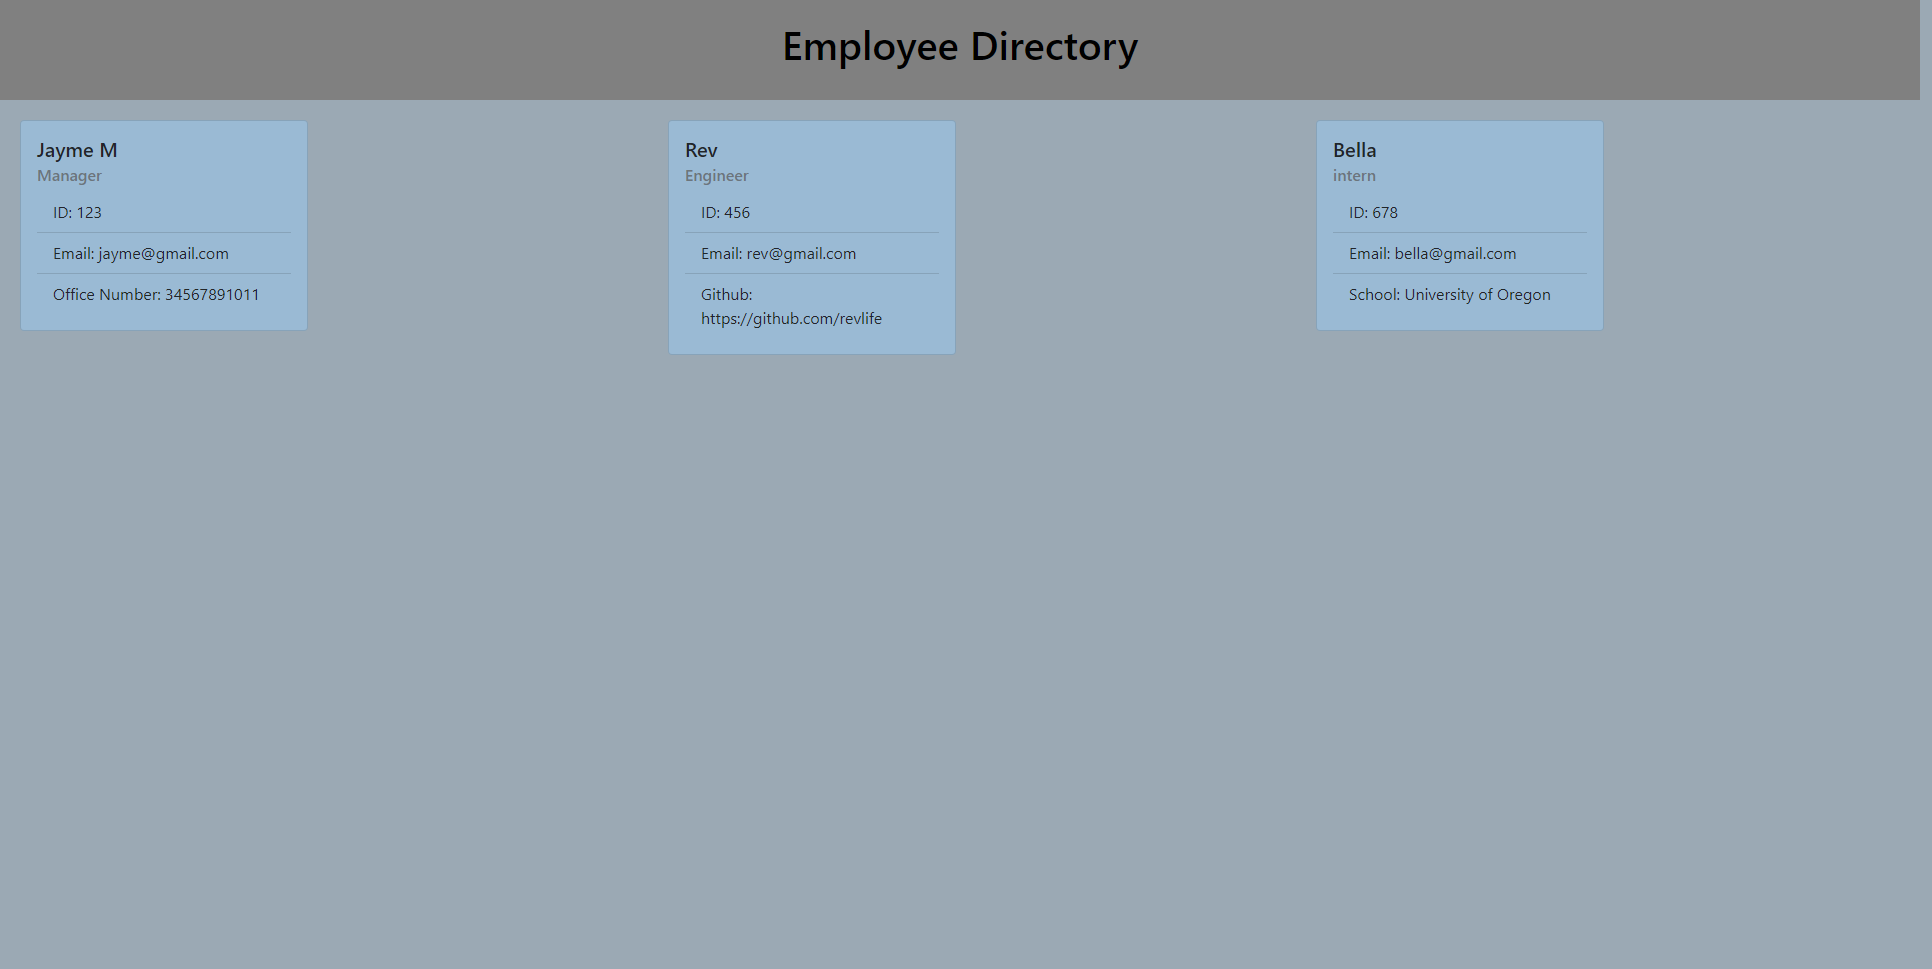 Employee Directory
Jayme M
Manager
ID: 123
Email: jayme@gmail.com
Office Number: 34567891011
Rev
Engineer
ID: 456
Email: rev@gmail.com
Github:
https://github.com/revlife
Bella
intern
ID: 678
Email: bella@gmail.com
School: University of Oregon